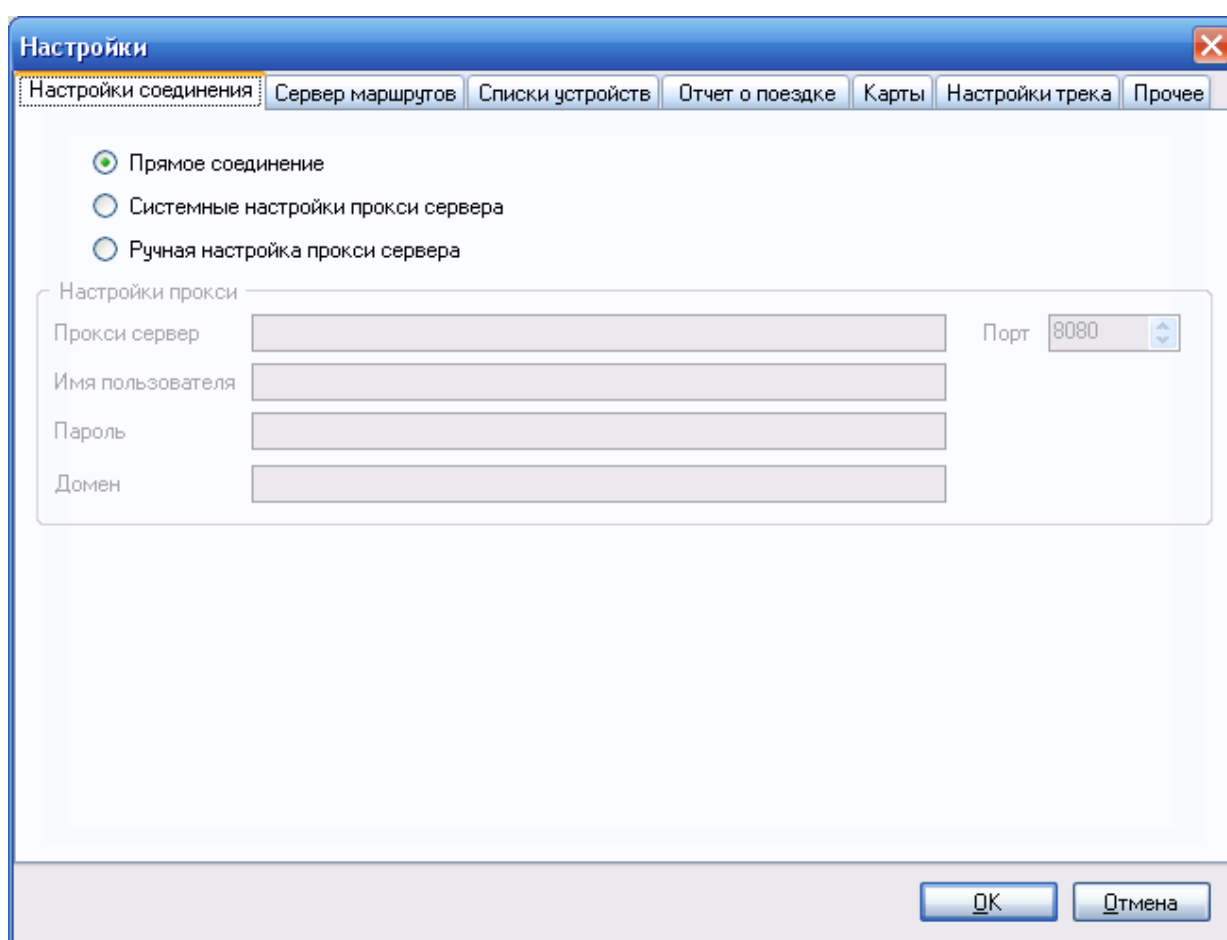 Настройки
Настройки соединения Сервер маршрутов Списки устройств Отчет о поездке Карты Настройки трека Прочее
Прямое соединение
Системные настройки прокси сервера
Ручная настройка прокси сервера
Настройки прокси
Прокси сервер Порт 8080
Имя пользователя
Пароль
Домен
OK Отмена